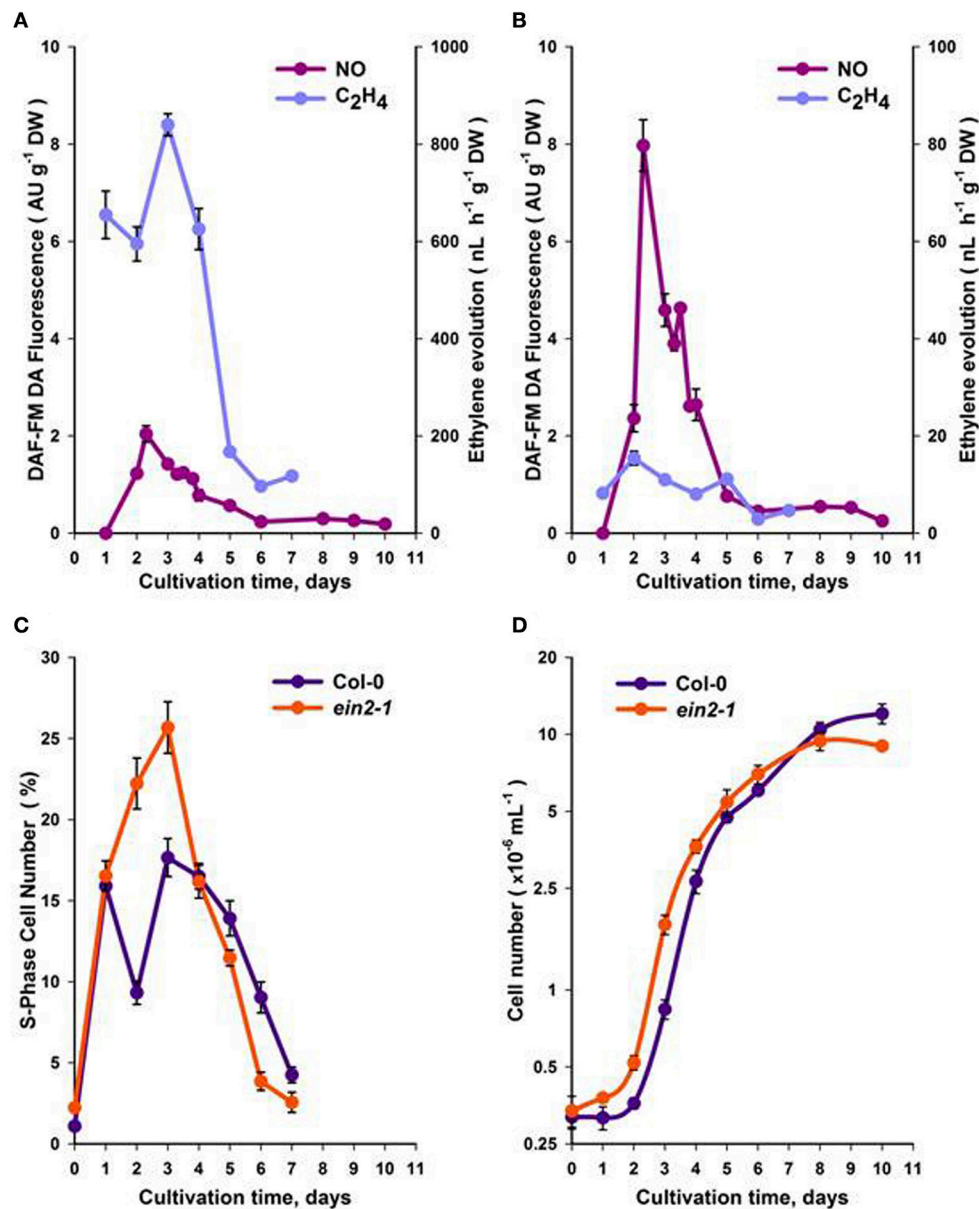 A
10
8
6
4
2
0
DAF-FM DA Fluorescence ( AU g⁻¹ DW )
NO
C₂H₄
1000
800
600
400
200
0
Ethylene evolution ( nL h⁻¹ g⁻¹ DW )
0 1 2 3 4 5 6 7 8 9 10 11
Cultivation time, days
B
10
8
6
4
2
0
DAF-FM DA Fluorescence ( AU g⁻¹ DW )
NO
C₂H₄
100
80
60
40
20
0
Ethylene evolution ( nL h⁻¹ g⁻¹ DW )
0 1 2 3 4 5 6 7 8 9 10 11
Cultivation time, days
C
30
25
20
15
10
5
0
S-Phase Cell Number ( % )
Col-0
ein2-1
0 1 2 3 4 5 6 7 8 9 10 11
Cultivation time, days
D
20
10
5
2.5
1
0.5
0.25
Cell number ( x10⁻⁶ mL⁻¹ )
Col-0
ein2-1
0 1 2 3 4 5 6 7 8 9 10 11
Cultivation time, days